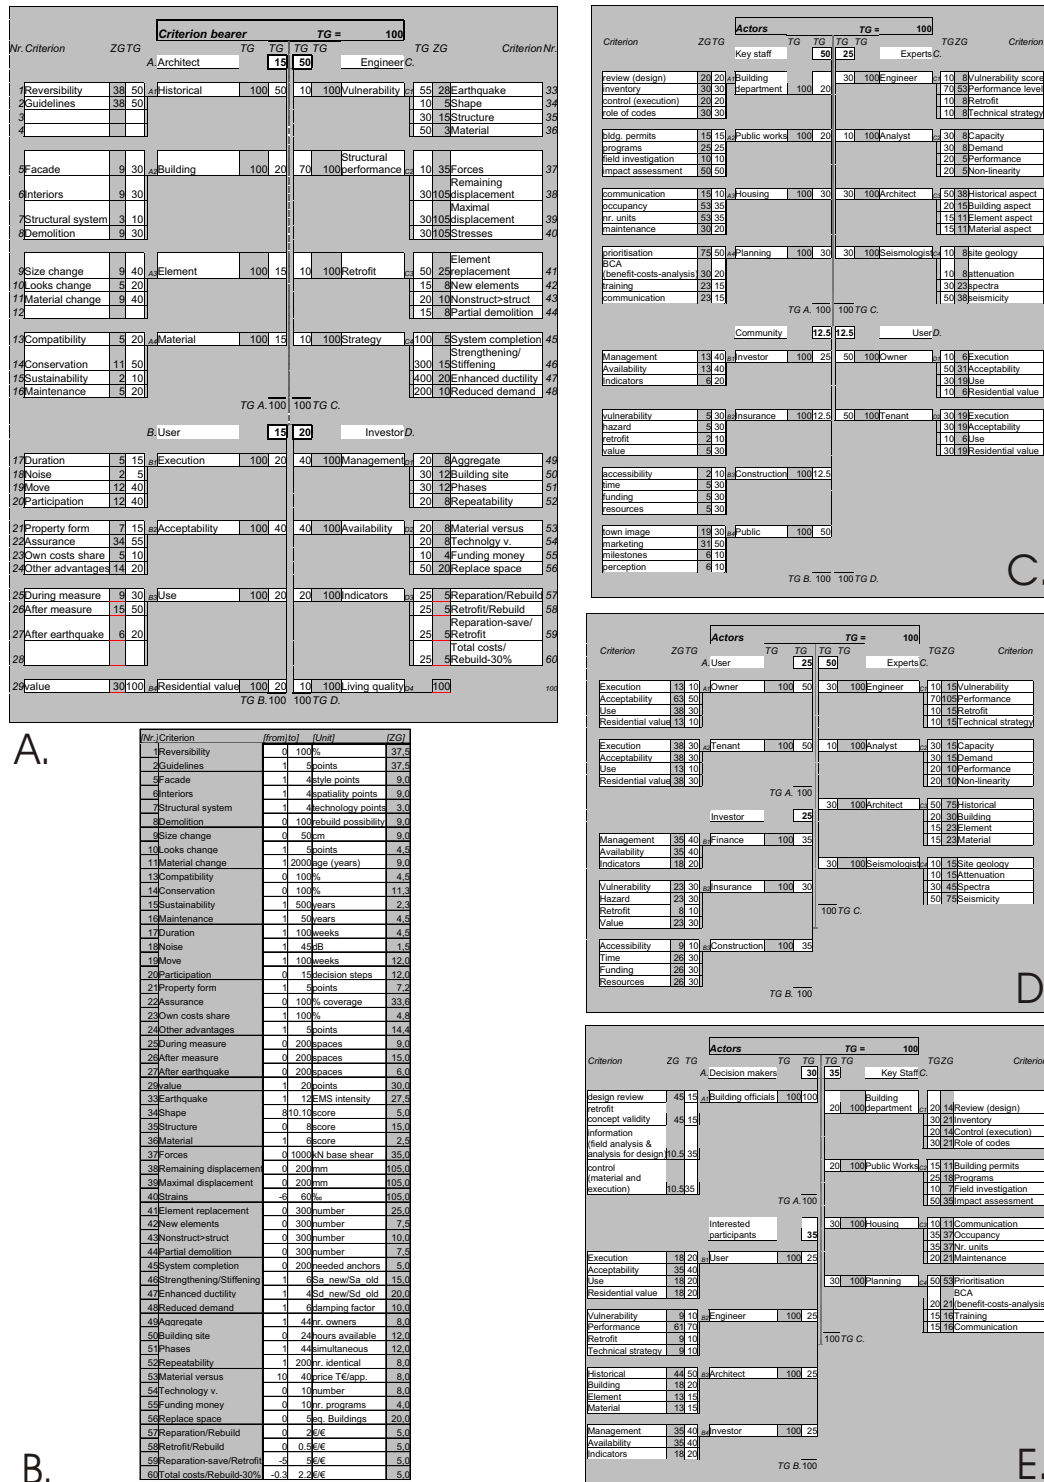 Criterion bearer TG = 100
Nr. Criterion ZG TG TG TG TG TG TG ZG Criterion Nr.
A. Architect 15 50 Engineer C.
1 Reversibility 38 50 A1 Historical 100 50 10 100 Vulnerability C1 55 28 Earthquake 33
2 Guidelines 38 50 10 5 Shape 34
3 30 15 Structure 35
4 50 3 Material 36
5 Facade 9 30 A2 Building 100 20 70 100 Structural performance C2 10 35 Forces 37
6 Interiors 9 30 30 105 Remaining displacement 38
7 Structural system 3 10 30 105 Maximal displacement 39
8 Demolition 9 30 30 105 Stresses 40
9 Size change 9 40 A3 Element 100 15 10 100 Retrofit C3 50 25 Element replacement 41
10 Looks change 5 20 15 8 New elements 42
11 Material change 9 40 20 10 Nonstruct>struct 43
12 15 8 Partial demolition 44
13 Compatibility 5 20 A4 Material 100 15 10 100 Strategy C4 100 5 System completion 45
14 Conservation 11 50 300 15 Strengthening/ Stiffening 46
15 Sustainability 2 10 400 20 Enhanced ductility 47
16 Maintenance 5 20 200 10 Reduced demand 48
TG A. 100 100 TG C.
B. User 15 20 Investor D.
17 Duration 5 15 B1 Execution 100 20 40 100 Management D1 20 8 Aggregate 49
18 Noise 2 5 30 12 Building site 50
19 Move 12 40 30 12 Phases 51
20 Participation 12 40 20 8 Repeatability 52
21 Property form 7 15 B2 Acceptability 100 40 40 100 Availability D2 20 8 Material versus 53
22 Assurance 34 55 20 8 Technolgy v. 54
23 Own costs share 5 10 10 4 Funding money 55
24 Other advantages 14 20 50 20 Replace space 56
25 During measure 9 30 B3 Use 100 20 20 100 Indicators D3 25 5 Reparation/Rebuild 57
26 After measure 15 50 25 5 Retrofit/Rebuild 58
27 After earthquake 6 20 25 5 Reparation-save/ Retrofit 59
28 25 5 Total costs/ Rebuild-30% 60
29 value 30 100 B4 Residential value 100 20 10 100 Living quality D4 100 100
TG B. 100 100 TG D.
A.
[Nr.] Criterion [from] to] [Unit] [ZG]
1 Reversibility 0 100 % 37,5
2 Guidelines 1 5 points 37,5
5 Facade 1 4 style points 9,0
6 Interiors 1 4 spatiality points 9,0
7 Structural system 1 4 technology points 3,0
8 Demolition 0 100 rebuild possibility 9,0
9 Size change 0 50 cm 9,0
10 Looks change 1 5 points 4,5
11 Material change 1 2000 age (years) 9,0
13 Compatibility 0 100 % 4,5
14 Conservation 0 100 % 11,3
15 Sustainability 1 500 years 2,3
16 Maintenance 1 50 years 4,5
17 Duration 1 100 weeks 4,5
18 Noise 1 45 dB 1,5
19 Move 1 100 weeks 12,0
20 Participation 0 15 decision steps 12,0
21 Property form 1 5 points 7,2
22 Assurance 0 100 % coverage 33,6
23 Own costs share 1 100 % 4,8
24 Other advantages 1 5 points 14,4
25 During measure 0 200 spaces 9,0
26 After measure 0 200 spaces 15,0
27 After earthquake 0 200 spaces 6,0
29 value 1 20 points 30,0
33 Earthquake 1 12 EMS intensity 27,5
34 Shape 8 10.10 score 5,0
35 Structure 0 8 score 15,0
36 Material 1 6 score 2,5
37 Forces 0 1000 kN base shear 35,0
38 Remaining displacement 0 200 mm 105,0
39 Maximal displacement 0 200 mm 105,0
40 Strains -6 60 ‰ 105,0
41 Element replacement 0 300 number 25,0
42 New elements 0 300 number 7,5
43 Nonstruct>struct 0 300 number 10,0
44 Partial demolition 0 300 number 7,5
45 System completion 0 200 needed anchors 5,0
46 Strengthening/Stiffening 1 6 Sa_new/Sa_old 15,0
47 Enhanced ductility 1 4 Sd_new/Sd_old 20,0
48 Reduced demand 1 6 damping factor 10,0
49 Aggregate 1 44 nr. owners 8,0
50 Building site 0 24 hours available 12,0
51 Phases 1 44 simultaneous 12,0
52 Repeatability 1 200 nr. identical 8,0
53 Material versus 10 40 price T€/app. 8,0
54 Technology v. 0 10 number 8,0
55 Funding money 0 10 nr. programs 4,0
56 Replace space 0 5 eq. Buildings 20,0
57 Reparation/Rebuild 0 2 €/€ 5,0
58 Retrofit/Rebuild 0 0.5 €/€ 5,0
59 Reparation-save/Retrofit -5 5 €/€ 5,0
60 Total costs/Rebuild-30% -0.3 2.2 €/€ 5,0
B.
Actors TG = 100
Criterion ZG TG TG TG TG TG TG ZG Criterion
Key staff 50 25 Experts C.
review (design) 20 20 A1 Building department 100 20 30 100 Engineer C1 10 8 Vulnerability score
inventory 30 30 70 53 Performance level
control (execution) 20 20 10 8 Retrofit
role of codes 30 30 10 8 Technical strategy
bldg. permits 15 15 A2 Public works 100 20 10 100 Analyst C2 30 8 Capacity
programs 25 25 30 8 Demand
field investigation 10 10 20 5 Performance
impact assessment 50 50 20 5 Non-linearity
communication 15 10 A3 Housing 100 30 30 100 Architect C3 50 38 Historical aspect
occupancy 53 35 20 15 Building aspect
nr. units 53 35 15 11 Element aspect
maintenance 30 20 15 11 Material aspect
prioritisation 75 50 A4 Planning 100 30 30 100 Seismologist C4 10 8 site geology
BCA (benefit-costs-analysis) 30 20 10 8 attenuation
training 23 15 30 23 spectra
communication 23 15 50 38 seismicity
TG A. 100 100 TG C.
Community 12.5 12.5 User D.
Management 13 40 B1 Investor 100 25 50 100 Owner D1 10 6 Execution
Availability 13 40 50 31 Acceptability
Indicators 6 20 30 19 Use
10 6 Residential value
vulnerability 5 30 B2 Insurance 100 12.5 50 100 Tenant D2 30 19 Execution
hazard 5 30 30 19 Acceptability
retrofit 2 10 10 6 Use
value 5 30 30 19 Residential value
accessibility 2 10 B3 Construction 100 12.5
time 5 30
funding 5 30
resources 5 30
town image 19 30 B4 Public 100 50
marketing 31 50
milestones 6 10
perception 6 10
TG B. 100 100 TG D.
C.
Actors TG = 100
Criterion ZG TG TG TG TG TG TG ZG Criterion
A. User 25 50 Experts C.
Execution 13 10 A1 Owner 100 50 30 100 Engineer C1 10 15 Vulnerability
Acceptability 63 50 70 105 Performance
Use 38 30 10 15 Retrofit
Residential value 13 10 10 15 Technical strategy
Execution 38 30 A2 Tenant 100 50 10 100 Analyst C2 30 15 Capacity
Acceptability 38 30 30 15 Demand
Use 13 10 20 10 Performance
Residential value 38 30 20 10 Non-linearity
TG A. 100
30 100 Architect C3 50 75 Historical
Investor 25 20 30 Building
15 23 Element
Management 35 40 B1 Finance 100 35 15 23 Material
Availability 35 40
Indicators 18 20 30 100 Seismologist C4 10 15 Site geology
10 15 Attenuation
Vulnerability 23 30 B2 Insurance 100 30 30 45 Spectra
Hazard 23 30 50 75 Seismicity
Retrofit 8 10 100 TG C.
Value 23 30
Accessibility 9 10 B3 Construction 100 35
Time 26 30
Funding 26 30
Resources 26 30
TG B. 100
D.
Actors TG = 100
Criterion ZG TG TG TG TG TG TG ZG Criterion
A. Decision makers 30 35 Key Staff C.
design review 45 15 A1 Building officials 100 100 20 100 Building department C1 20 14 Review (design)
retrofit concept validity 45 15 30 21 Inventory
information (field analysis & analysis for design) 10.5 35 20 14 Control (execution)
control (material and execution) 10.5 35 30 21 Role of codes
20 100 Public Works C2 15 11 Building permits
25 18 Programs
10 7 Field investigation
TG A. 100 50 35 Impact assessment
Interested participants 35 30 100 Housing C3 10 11 Communication
35 37 Occupancy
35 37 Nr. units
Execution 18 20 B1 User 100 25 20 21 Maintenance
Acceptability 35 40
Use 18 20 30 100 Planning C4 50 53 Prioritisation
Residential value 18 20 20 21 BCA (benefit-costs-analysis
Vulnerability 9 10 B2 Engineer 100 25 15 16 Training
Performance 61 70 15 16 Communication
Retrofit 9 10 100 TG C.
Technical strategy 9 10
Historical 44 50 B3 Architect 100 25
Building 18 20
Element 13 15
Material 13 15
Management 35 40 B4 Investor 100 25
Availability 35 40
Indicators 18 20
TG B. 100
E.